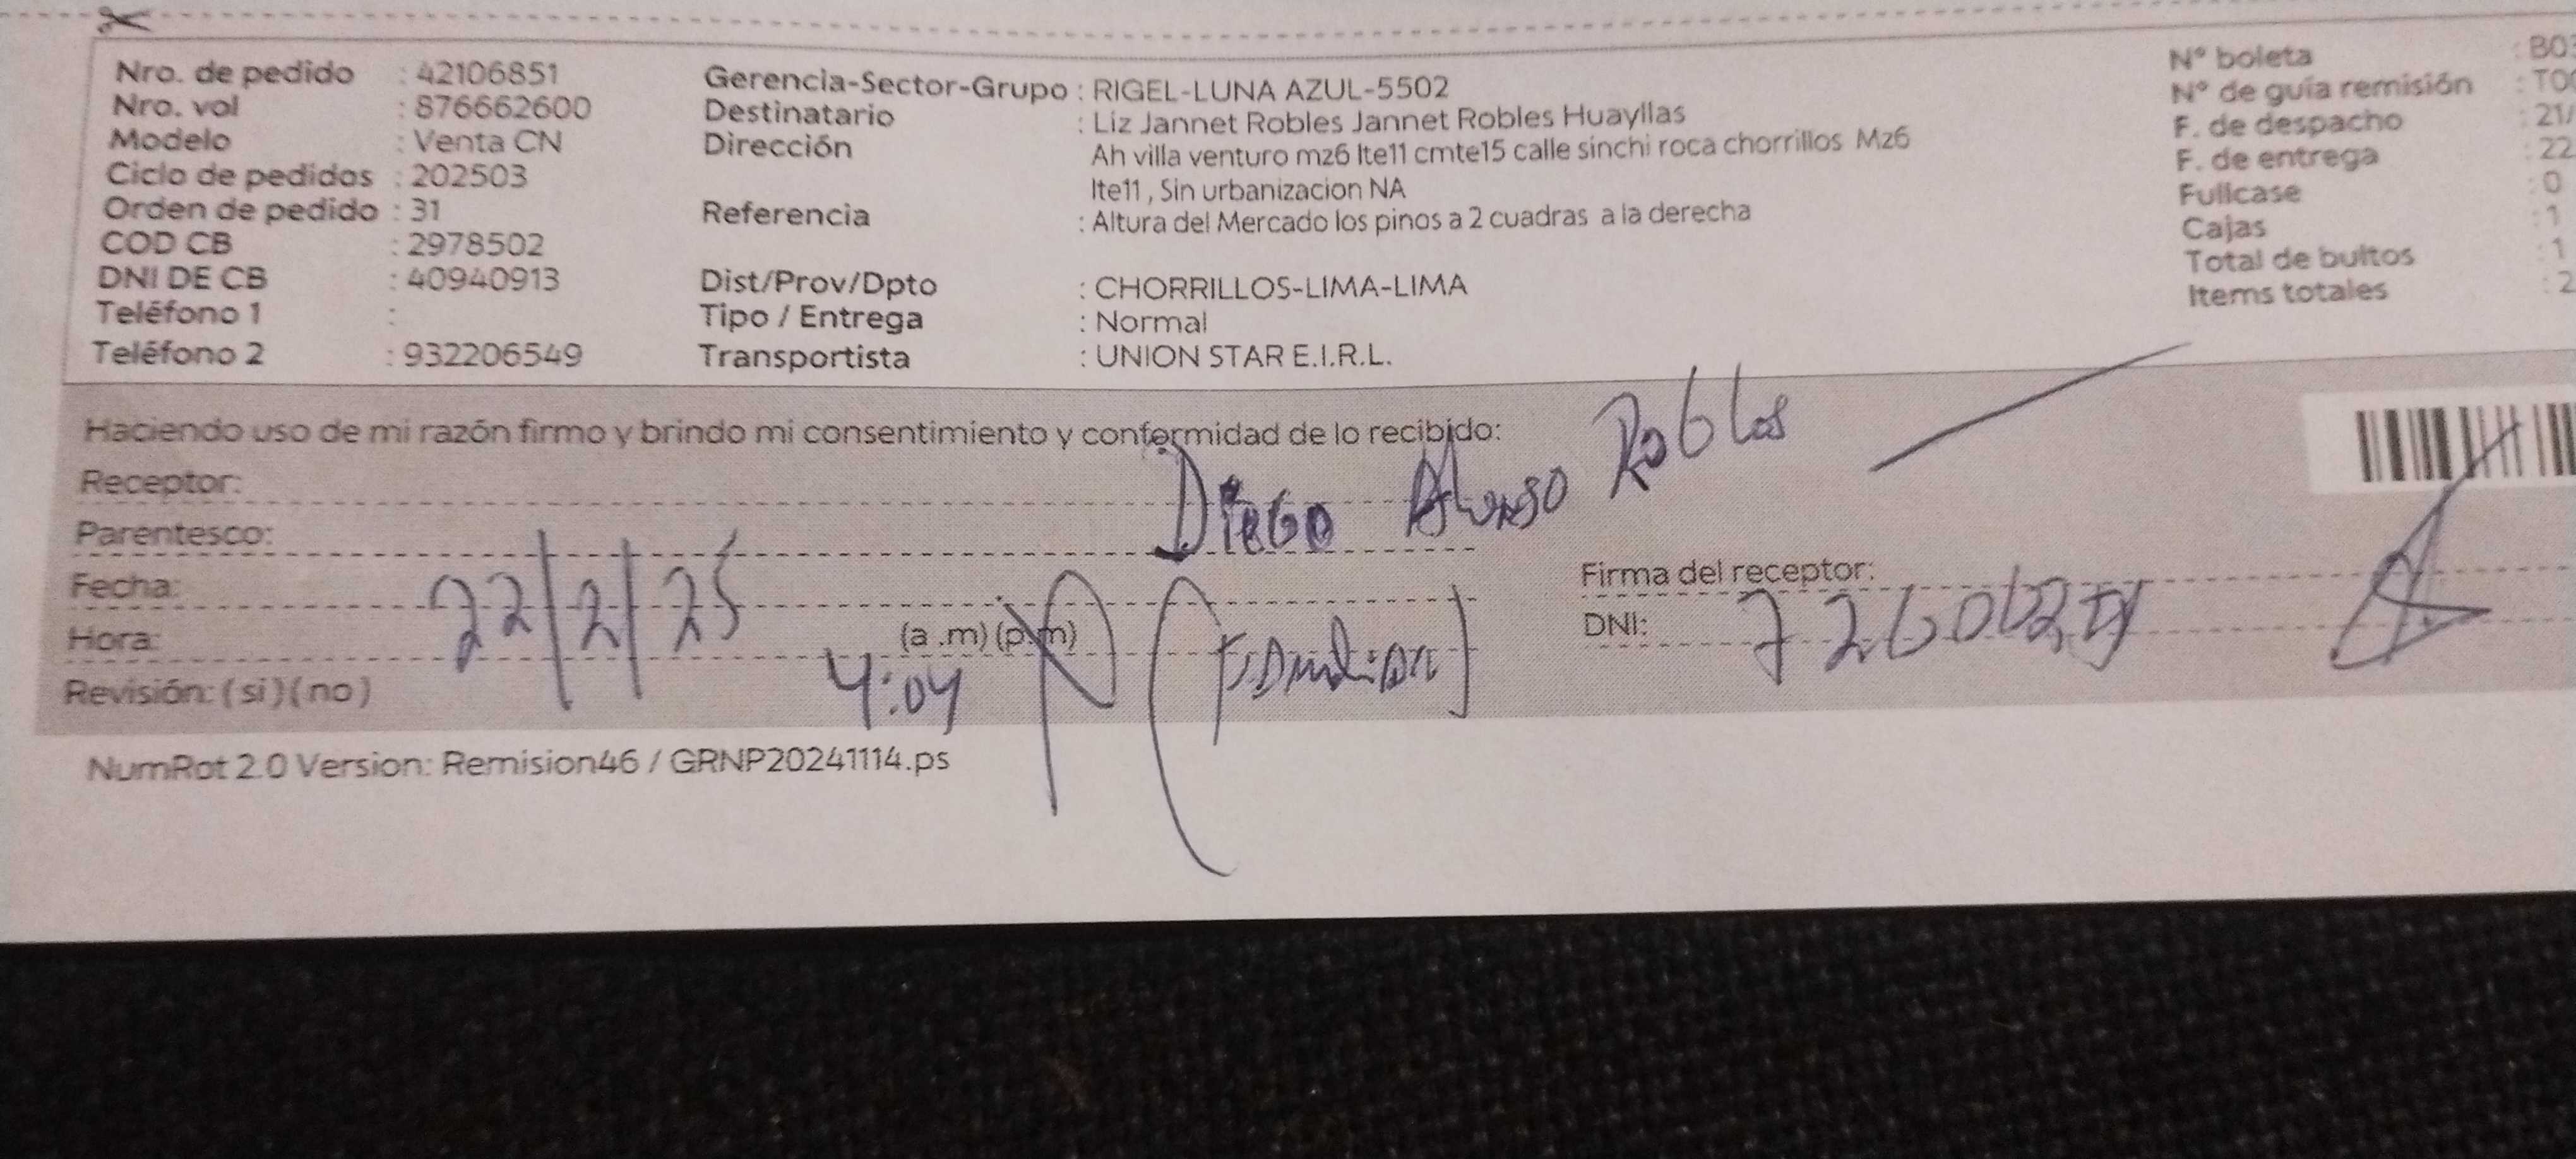 Nro. de pedido : 42106851
Nro. vol : 876662600
Modelo : Venta CN
Ciclo de pedidos : 202503
Orden de pedido : 31
COD CB : 2978502
DNI DE CB : 40940913
Teléfono 1 :
Teléfono 2 : 932206549
Gerencia-Sector-Grupo : RIGEL-LUNA AZUL-5502
Destinatario : Liz Jannet Robles Jannet Robles Huayllas
Dirección Ah villa venturo mz6 lte11 cmte15 calle sinchi roca chorrillos Mz6
lte11 , Sin urbanizacion NA
Referencia : Altura del Mercado los pinos a 2 cuadras a la derecha
Dist/Prov/Dpto : CHORRILLOS-LIMA-LIMA
Tipo / Entrega : Normal
Transportista : UNION STAR E.I.R.L.
N° boleta : B03
N° de guía remisión : T00
F. de despacho : 21/
F. de entrega : 22
Fullcase : 0
Cajas : 1
Total de bultos : 1
Items totales : 2
Haciendo uso de mi razón firmo y brindo mi consentimiento y conformidad de lo recibido:
Receptor: Diego Alonso Robles
Parentesco:
Fecha: 22/2/25
Hora: 4:04 (a .m) (p.m)
Revisión: ( si ) ( no )
Firma del receptor:
DNI:
NumRot 2.0 Version: Remision46 / GRNP20241114.ps